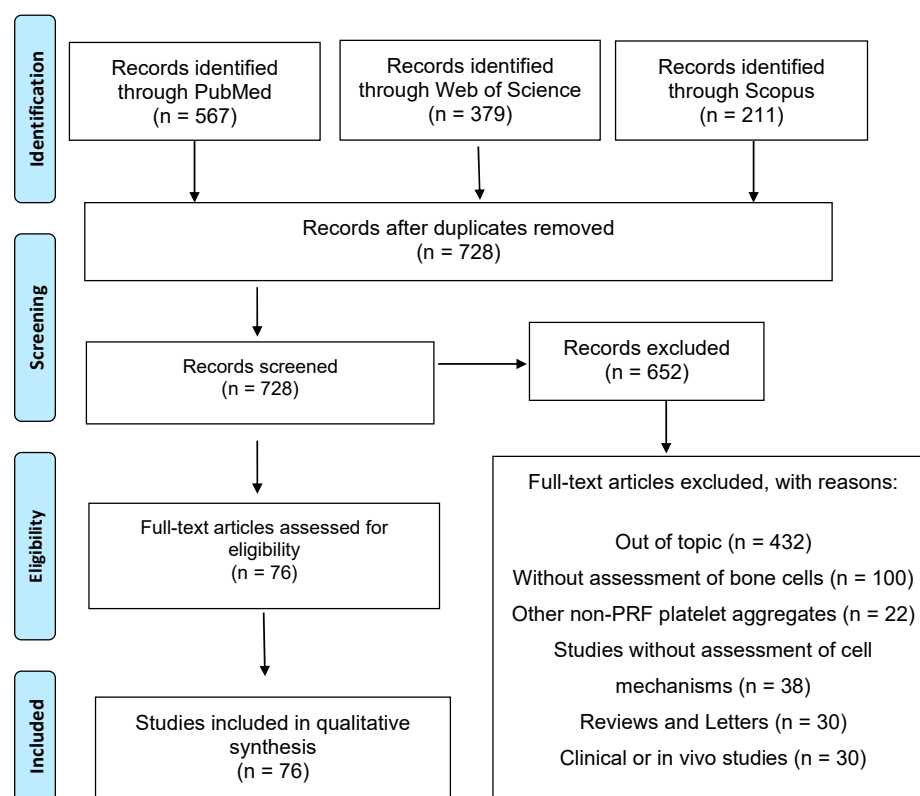 Identification
Records identified
through PubMed
(n = 567)
Records identified
through Web of Science
(n = 379)
Records identified
through Scopus
(n = 211)
Records after duplicates removed
(n = 728)
Screening
Records screened
(n = 728)
Records excluded
(n = 652)
Eligibility
Full-text articles assessed for
eligibility
(n = 76)
Full-text articles excluded, with reasons:
Out of topic (n = 432)
Without assessment of bone cells (n = 100)
Other non-PRF platelet aggregates (n = 22)
Studies without assessment of cell
mechanisms (n = 38)
Reviews and Letters (n = 30)
Clinical or in vivo studies (n = 30)
Included
Studies included in qualitative
synthesis
(n = 76)